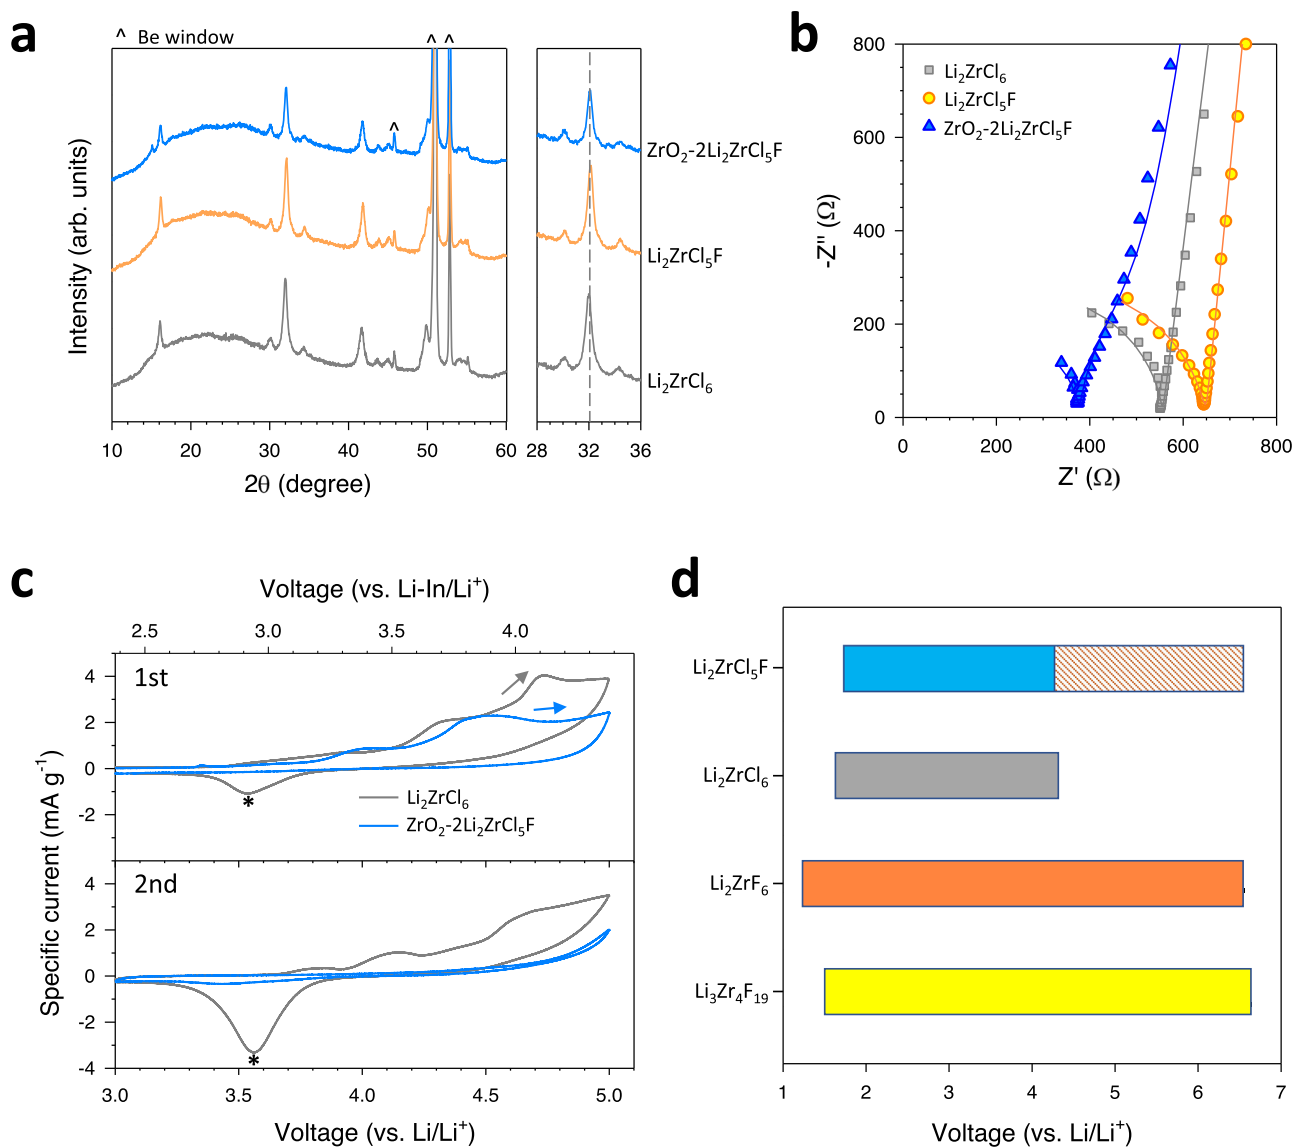 a
^ Be window
^ ^
^
Intensity (arb. units)
ZrO₂-2Li₂ZrCl₅F
Li₂ZrCl₅F
Li₂ZrCl₆
10 20 30 40 50 60 28 32 36
2θ (degree)
b
800
600
400
200
0
-Z'' (Ω)
Li₂ZrCl₆
Li₂ZrCl₅F
ZrO₂-2Li₂ZrCl₅F
0 200 400 600 800
Z' (Ω)
c
Voltage (vs. Li-In/Li⁺)
2.5 3.0 3.5 4.0
1st
4
2
0
-2
*
Li₂ZrCl₆
ZrO₂-2Li₂ZrCl₅F
Specific current (mA g⁻¹)
2nd
4
2
0
-2
-4
*
3.0 3.5 4.0 4.5 5.0
Voltage (vs. Li/Li⁺)
d
Li₂ZrCl₅F
Li₂ZrCl₆
Li₂ZrF₆
Li₃Zr₄F₁₉
1 2 3 4 5 6 7
Voltage (vs. Li/Li⁺)